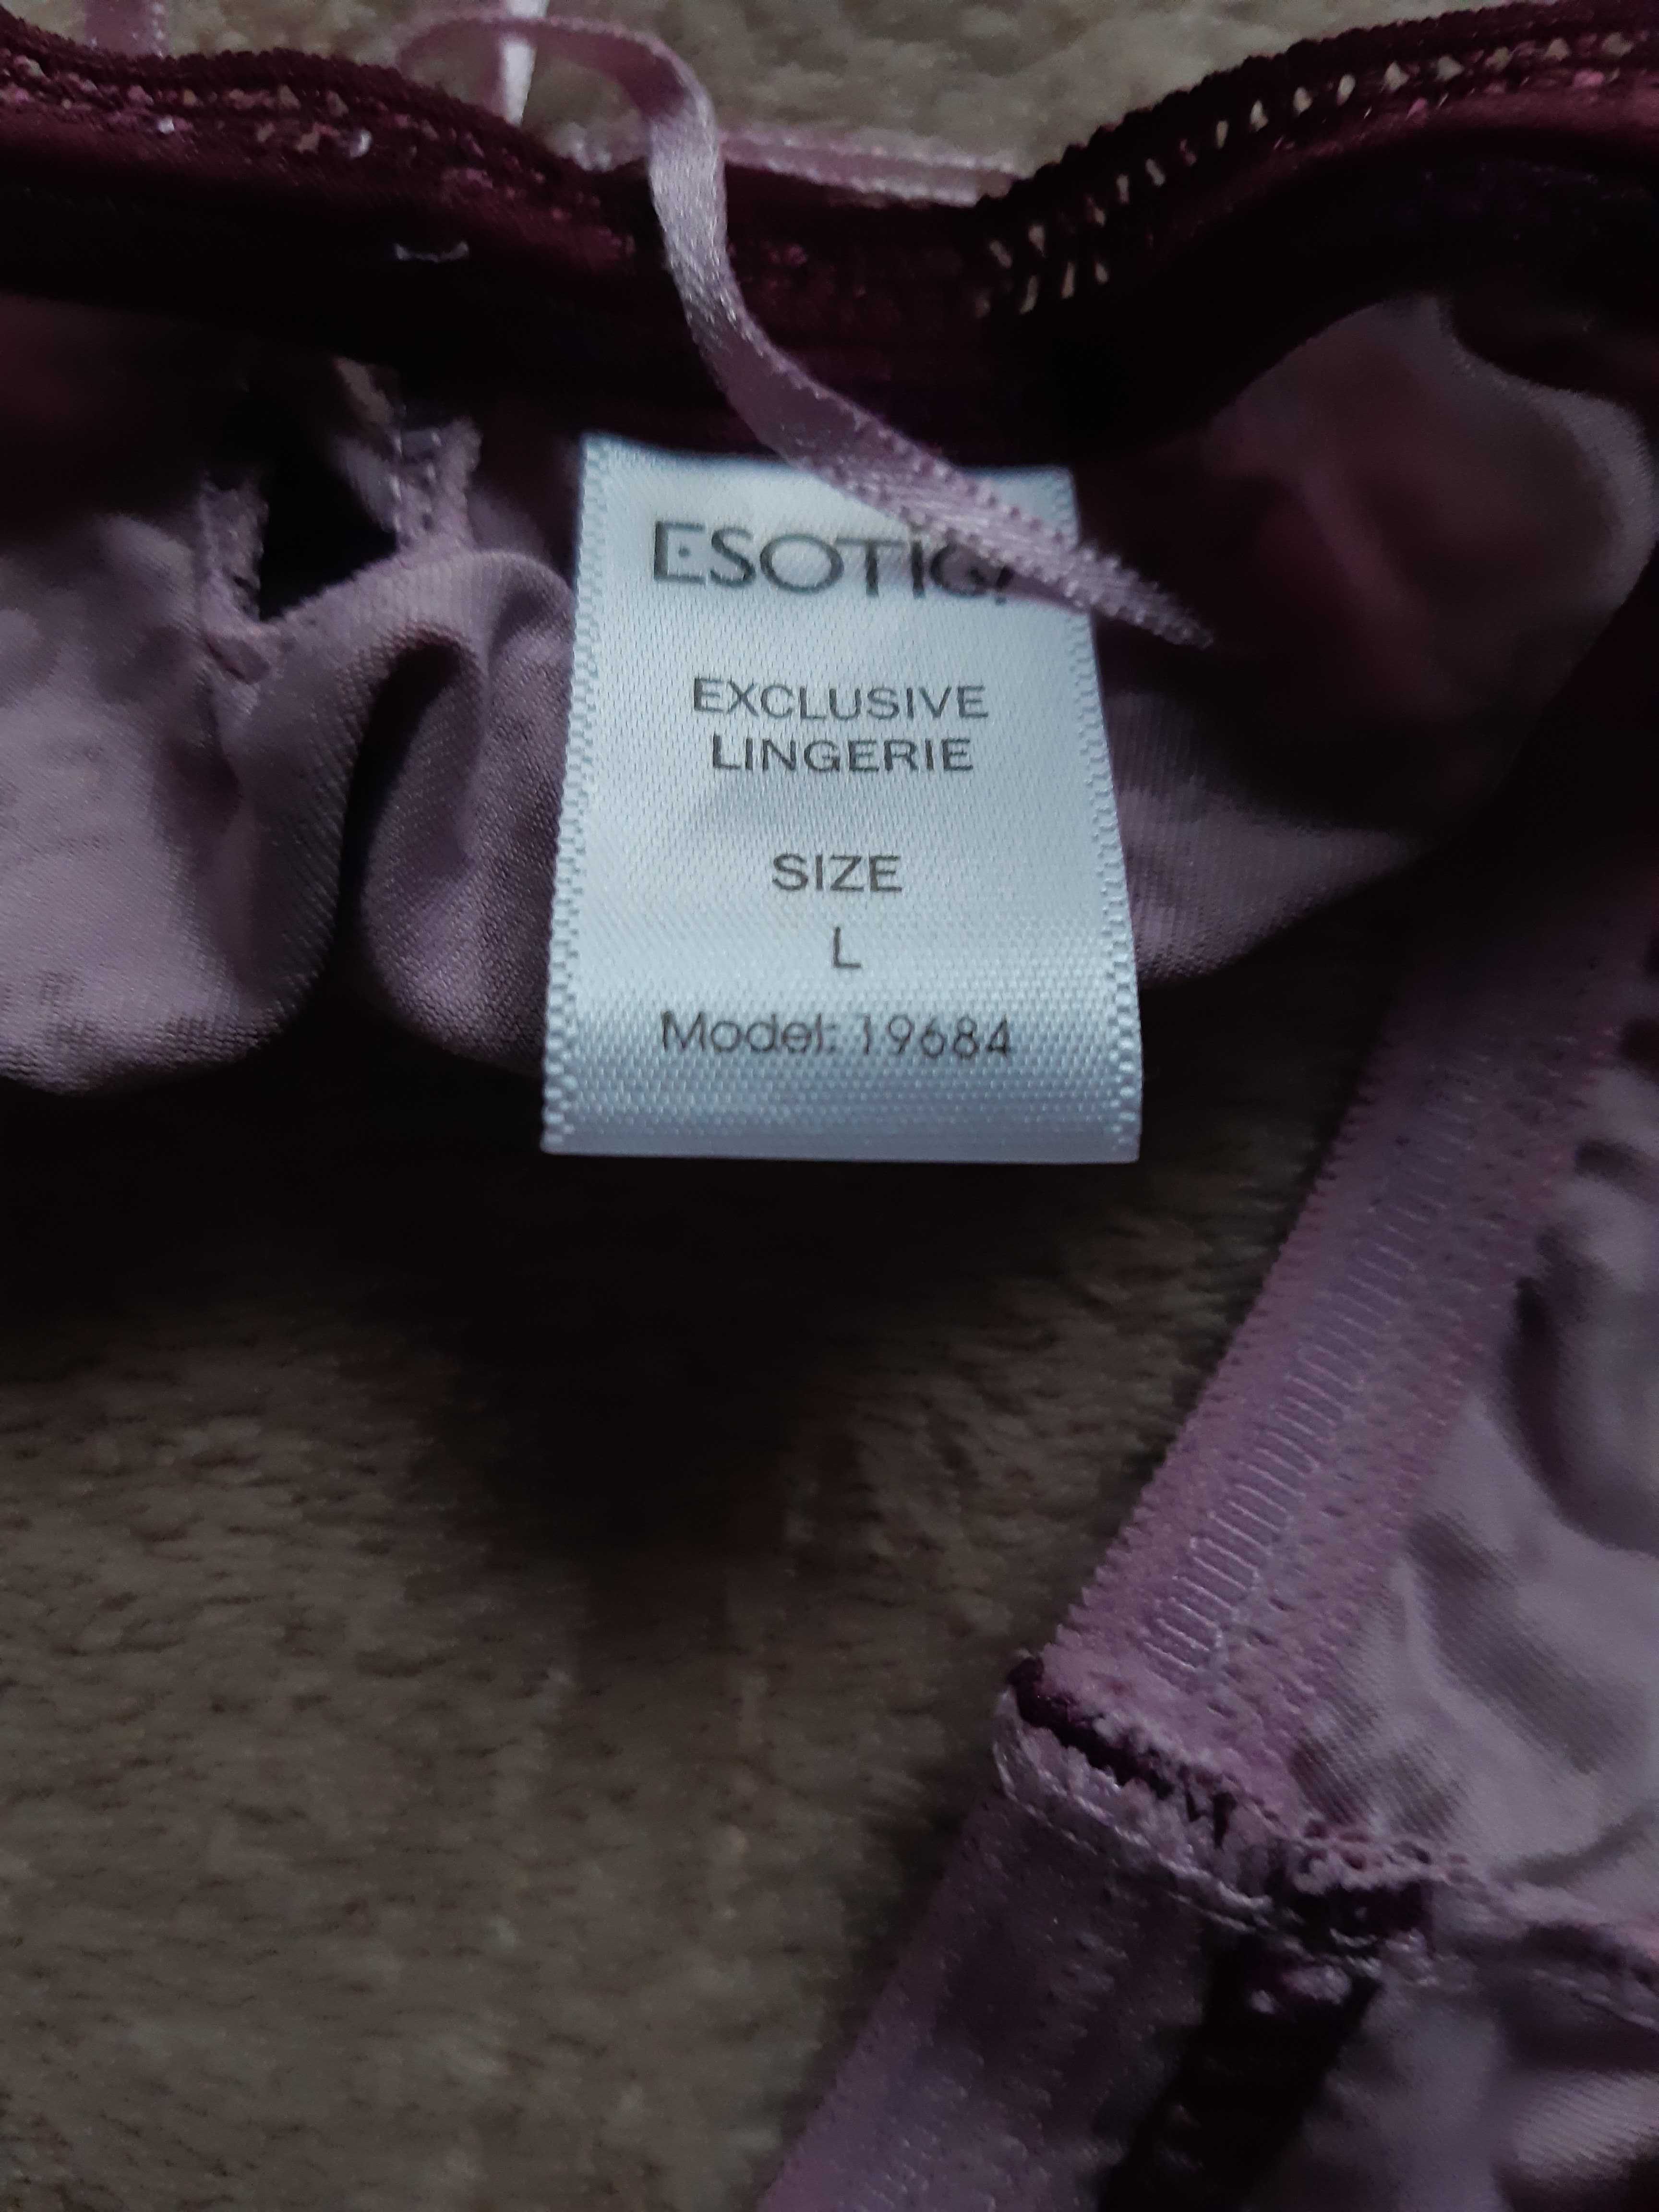 ESOTIQ
EXCLUSIVE
LINGERIE
SIZE
L
Model: 19684